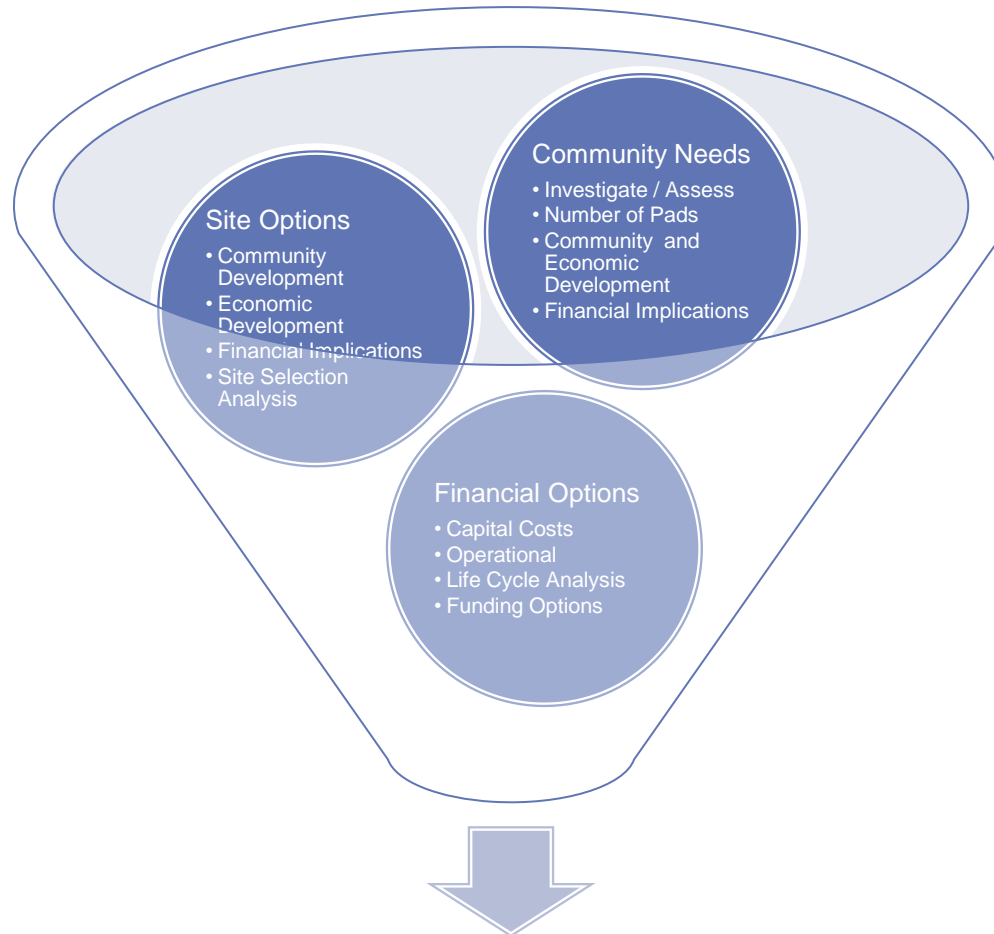 Community Needs
• Investigate / Assess
• Number of Pads
• Community and
Economic
Development
• Financial Implications
Site Options
• Community
Development
• Economic
Development
• Financial Implications
• Site Selection
Analysis
Financial Options
• Capital Costs
• Operational
• Life Cycle Analysis
• Funding Options